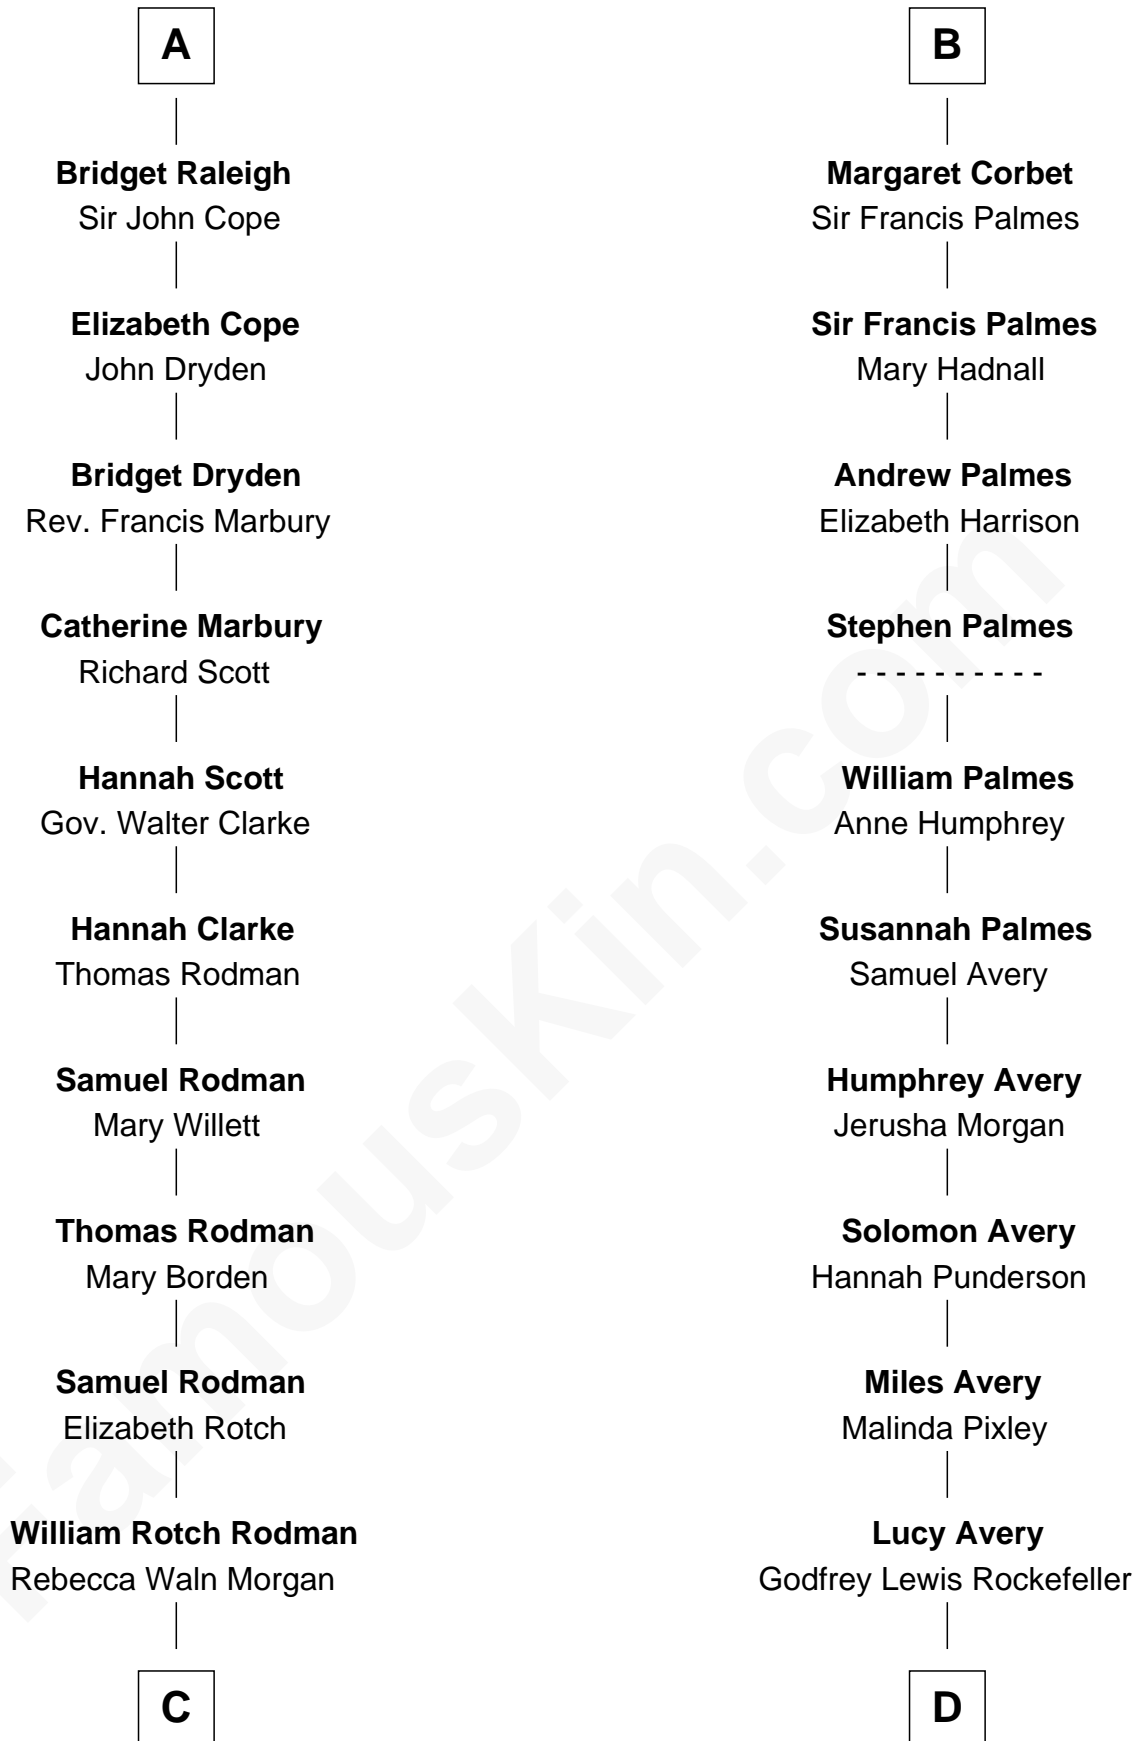 A
Bridget Raleigh
Sir John Cope
Elizabeth Cope
John Dryden
Bridget Dryden
Rev. Francis Marbury
Catherine Marbury
Richard Scott
Hannah Scott
Gov. Walter Clarke
Hannah Clarke
Thomas Rodman
Samuel Rodman
Mary Willett
Thomas Rodman
Mary Borden
Samuel Rodman
Elizabeth Rotch
William Rotch Rodman
Rebecca Waln Morgan
C
B
Margaret Corbet
Sir Francis Palmes
Sir Francis Palmes
Mary Hadnall
Andrew Palmes
Elizabeth Harrison
Stephen Palmes
- - - - - - - - - -
William Palmes
Anne Humphrey
Susannah Palmes
Samuel Avery
Humphrey Avery
Jerusha Morgan
Solomon Avery
Hannah Punderson
Miles Avery
Malinda Pixley
Lucy Avery
Godfrey Lewis Rockefeller
D
FamousKin.com